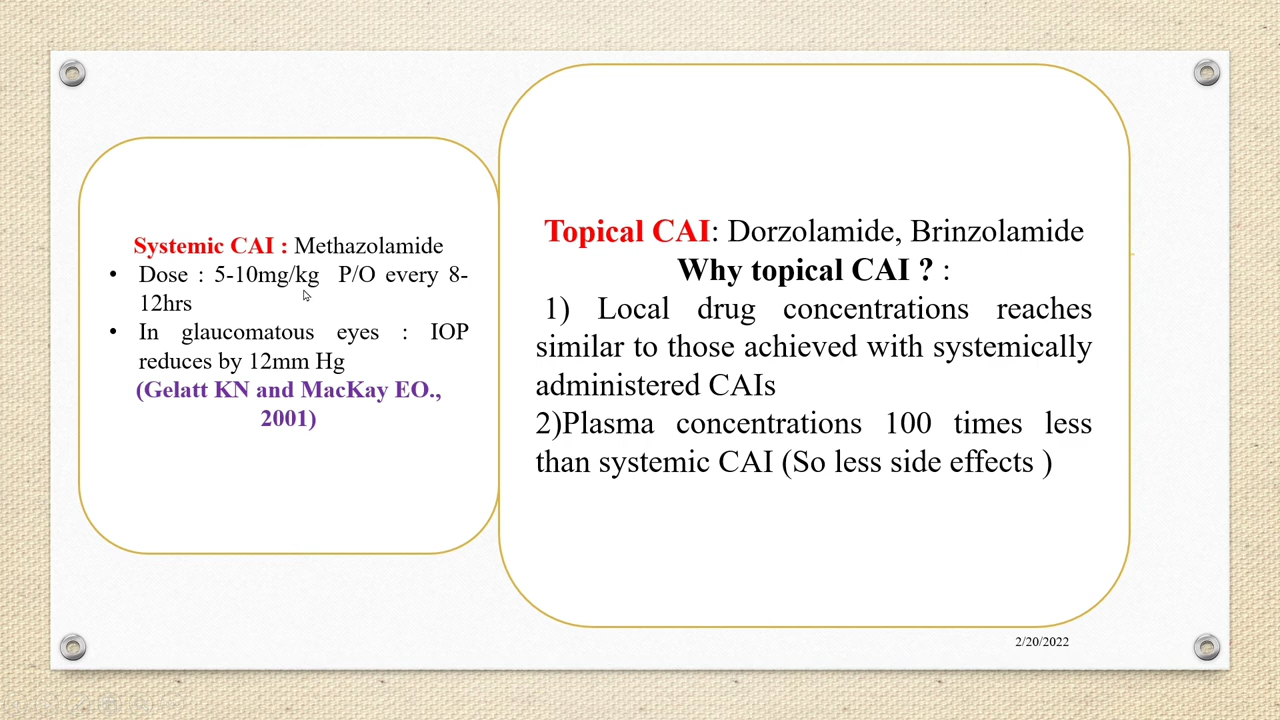 Systemic CAI : Methazolamide
• Dose : 5-10mg/kg P/O every 8-
12hrs
• In glaucomatous eyes : IOP
reduces by 12mm Hg
(Gelatt KN and MacKay EO.,
2001)
Topical CAI: Dorzolamide, Brinzolamide
Why topical CAI ? :
1) Local drug concentrations reaches
similar to those achieved with systemically
administered CAIs
2)Plasma concentrations 100 times less
than systemic CAI (So less side effects )
2/20/2022